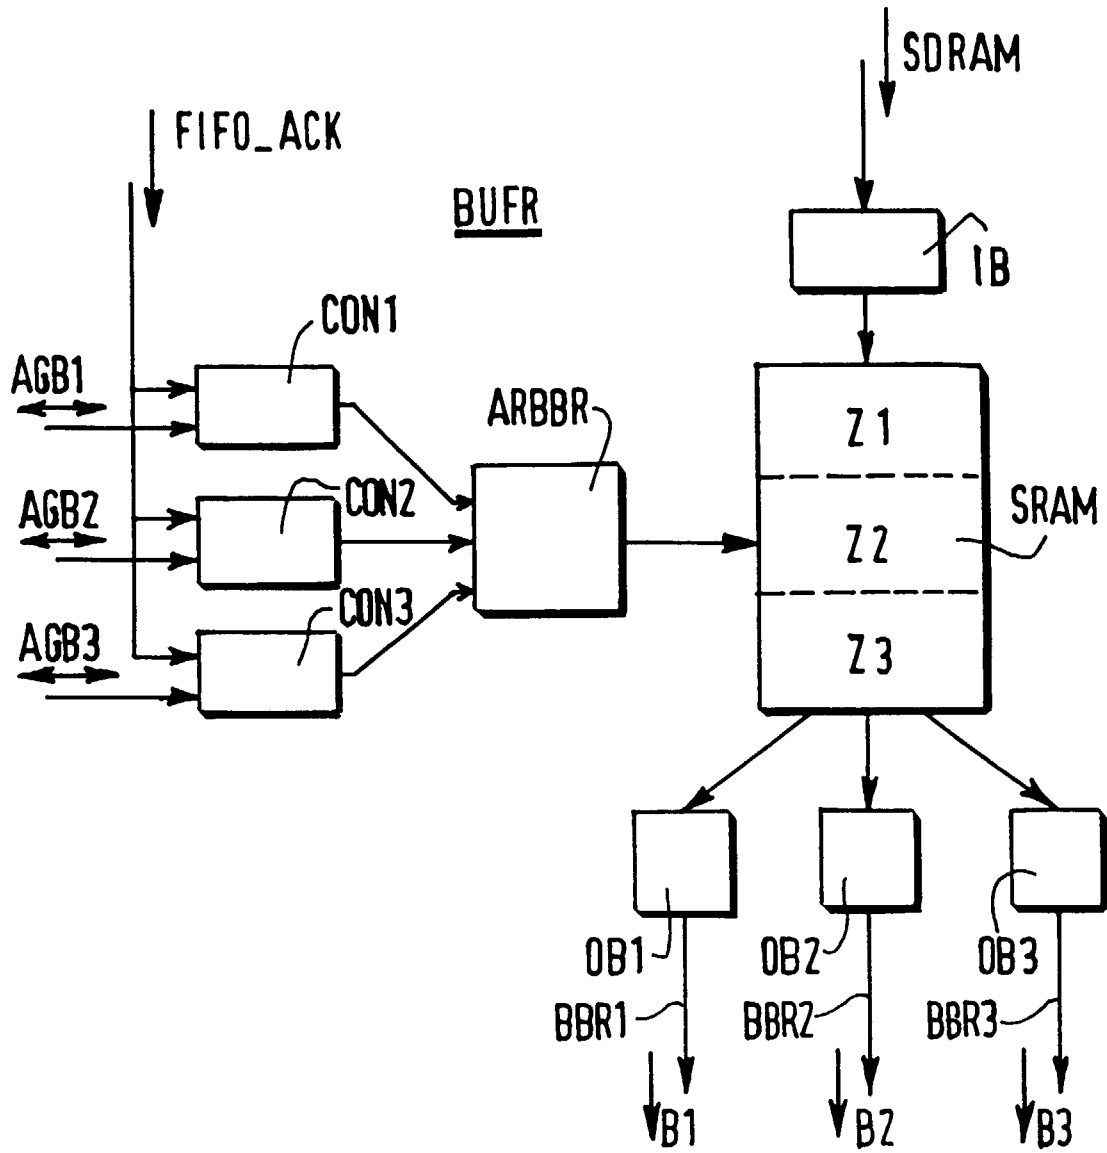 SDRAM
FIFO_ACK
BUFR
IB
CON1
AGB1
ARBBR
Z1
CON2
AGB2
SRAM
Z2
CON3
AGB3
Z3
OB1
OB2
OB3
BBR1
BBR2
BBR3
B1
B2
B3